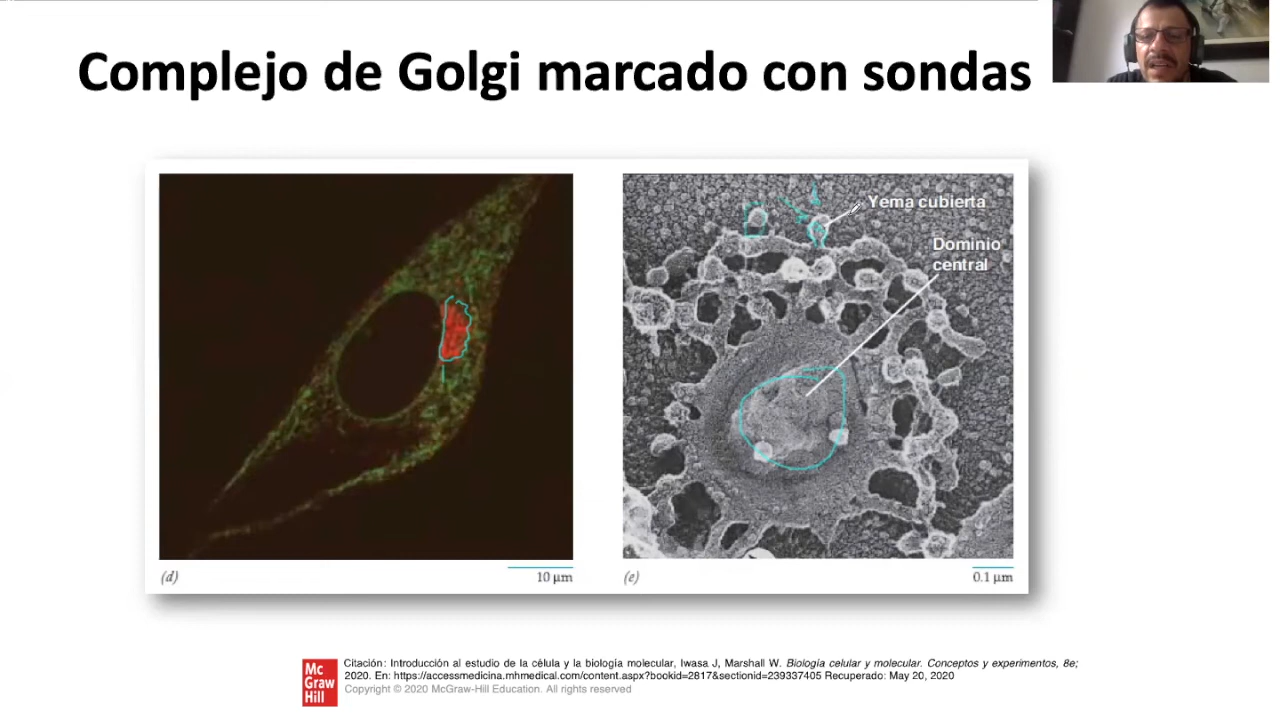 Complejo de Golgi marcado con sondas
Yema cubierta
Dominio
central
(d)
10 µm
(e)
0.1 µm
Mc
Graw
Hill
Citación: Introducción al estudio de la célula y la biología molecular, Iwasa J, Marshall W. Biología celular y molecular. Conceptos y experimentos, 8e;
2020. En: https://accessmedicina.mhmedical.com/content.aspx?bookid=2817&sectionid=239337405 Recuperado: May 20, 2020
Copyright © 2020 McGraw-Hill Education. All rights reserved